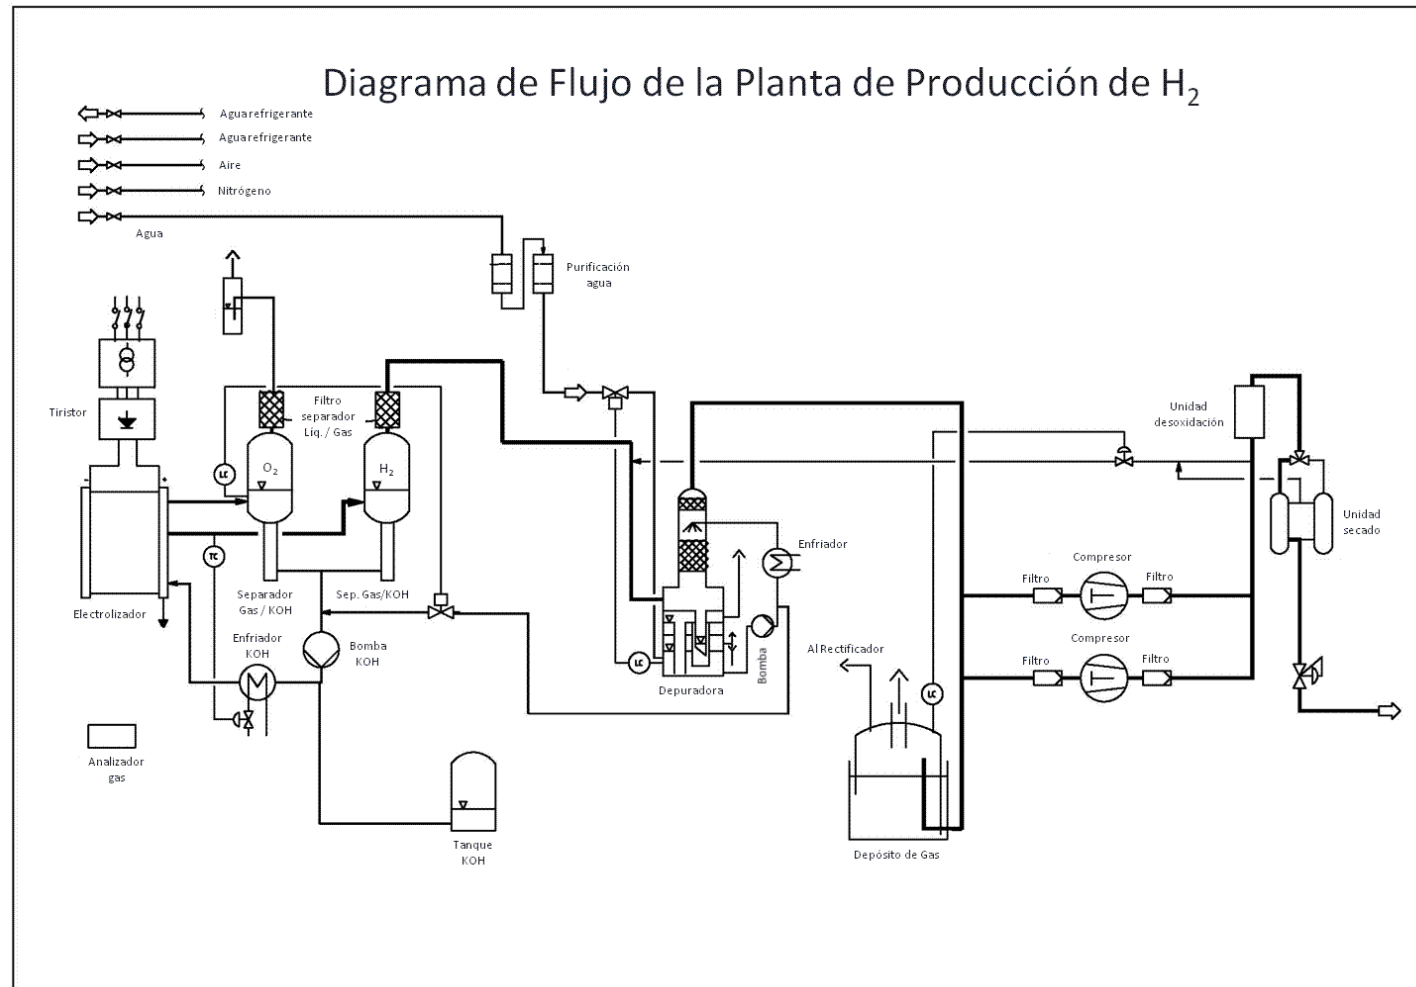 Diagrama de Flujo de la Planta de Producción de H₂
Agua refrigerante
Agua refrigerante
Aire
Nitrógeno
Agua
Purificación
agua
Tiristor
Filtro
separador
Líq. / Gas
O₂
H₂
LC
TC
Electrolizador
Separador
Gas / KOH
Sep. Gas/KOH
Enfriador
KOH
Bomba
KOH
Analizador
gas
Tanque
KOH
LC
Depuradora
Bomba
Enfriador
Al Rectificador
LC
Depósito de Gas
Filtro
Compresor
Filtro
Filtro
Compresor
Filtro
Unidad
desoxidación
Unidad
secado
- +